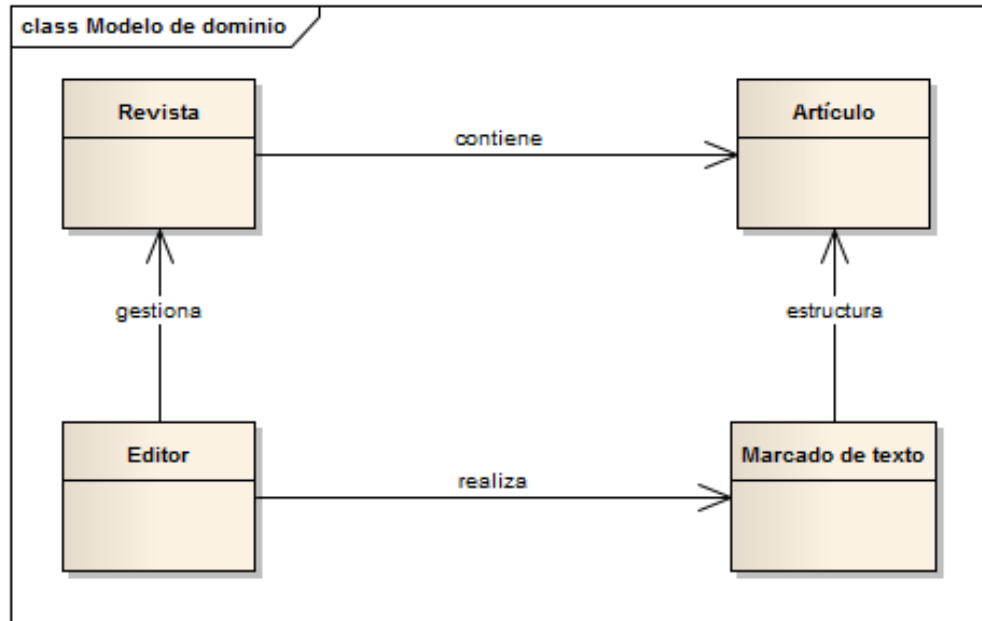 class Modelo de dominio
Revista
Artículo
contiene
gestiona
estructura
Editor
Marcado de texto
realiza